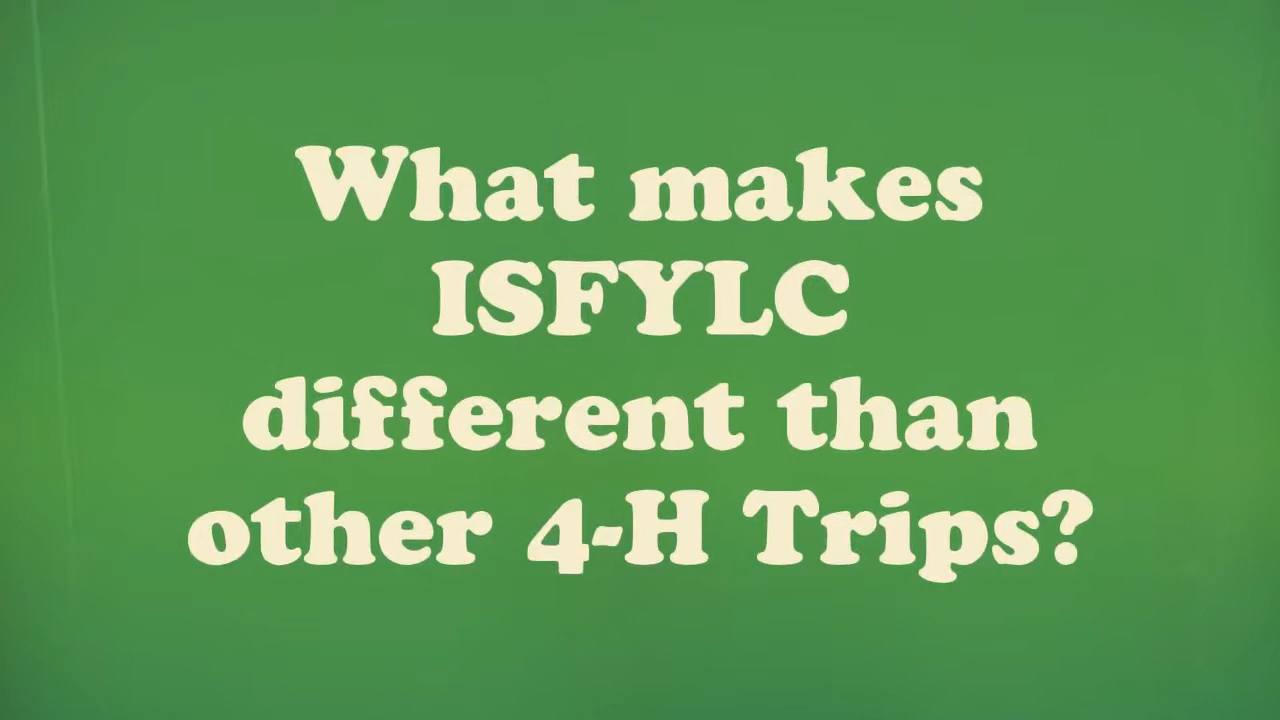 What makes
ISFYLC
different than
other 4-H Trips?